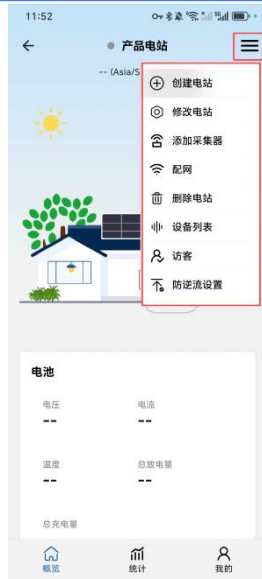 11:52
产品电站
-- (Asia/S
创建电站
修改电站
添加采集器
配网
删除电站
设备列表
访客
防逆流设置
电池
电压 电流
-- --
温度 总放电量
-- --
总充电量
概览 统计 我的